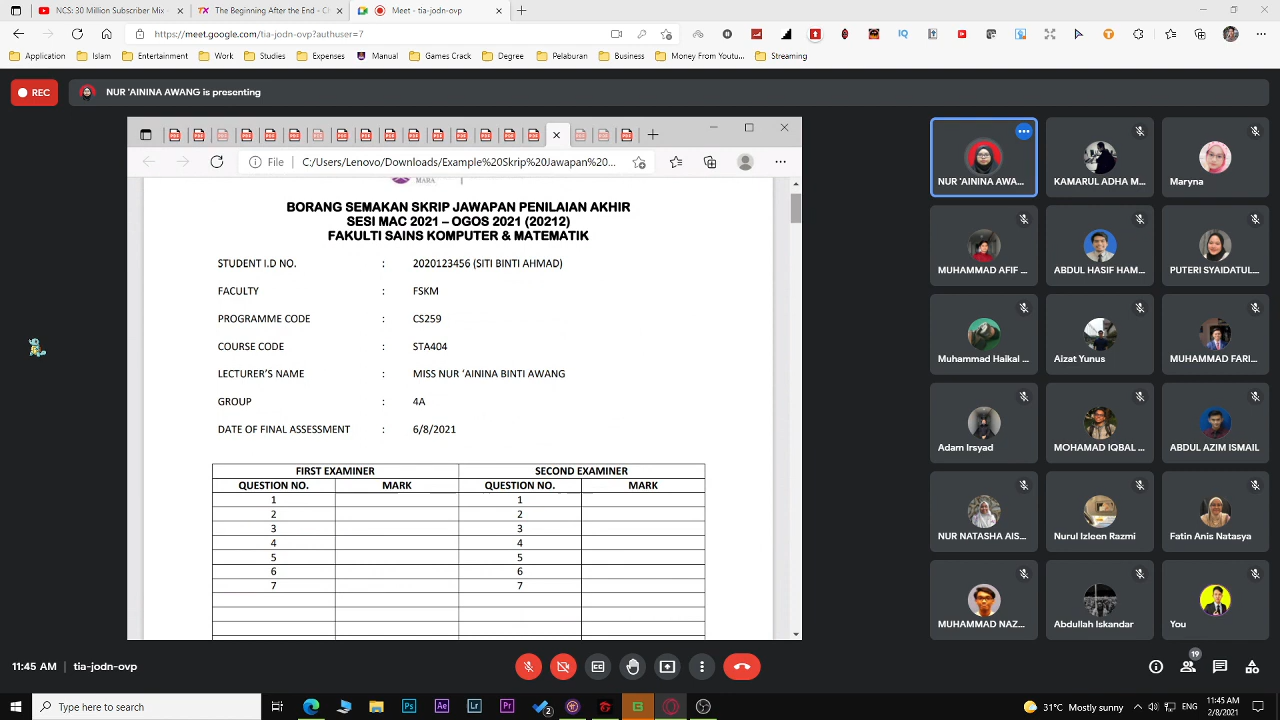 NCS: 30 Million Subscriber Mix -
The Beginning After the End - C
Meet - tia-jodn-ovp
https://meet.google.com/tia-jodn-ovp?authuser=7
Application
Islam
Entertaiment
Work
Studies
Expenses
Manual
Games Crack
Pelaburan
Business
Money From Youtu...
Streaming
REC
NUR 'AININA AWANG is presenting
File
C:/Users/Lenovo/Downloads/Example%20Skrip%20Jawapan%20...
MARA
BORANG SEMAKAN SKRIP JAWAPAN PENILAIAN AKHIR
SESI MAC 2021 – OGOS 2021 (20212)
FAKULTI SAINS KOMPUTER & MATEMATIK
STUDENT I.D NO. : 2020123456 (SITI BINTI AHMAD)
FACULTY : FSKM
PROGRAMME CODE : CS259
COURSE CODE : STA404
LECTURER'S NAME : MISS NUR 'AININA BINTI AWANG
GROUP : 4A
DATE OF FINAL ASSESSMENT : 6/8/2021
FIRST EXAMINER SECOND EXAMINER
QUESTION NO. MARK QUESTION NO. MARK
1 1
2 2
3 3
4 4
5 5
6 6
7 7
NUR 'AININA AWA...
KAMARUL ADHA M...
Maryna
MUHAMMAD AFIF ...
ABDUL HASIF HAM...
PUTERI SYAIDATUL...
Muhammad Haikal ...
Aizat Yunus
MUHAMMAD FARI...
Adam Irsyad
MOHAMAD IQBAL ...
ABDUL AZIM ISMAIL
NUR NATASHA AIS...
Nurul Izleen Razmi
Fatin Anis Natasya
MUHAMMAD NAZ...
Abdullah Iskandar
You
11:45 AM | tia-jodn-ovp
19
Type here to search
Ps
Ae
Lr
Pr
2
31°C Mostly sunny
ENG
11:45 AM
2/8/2021